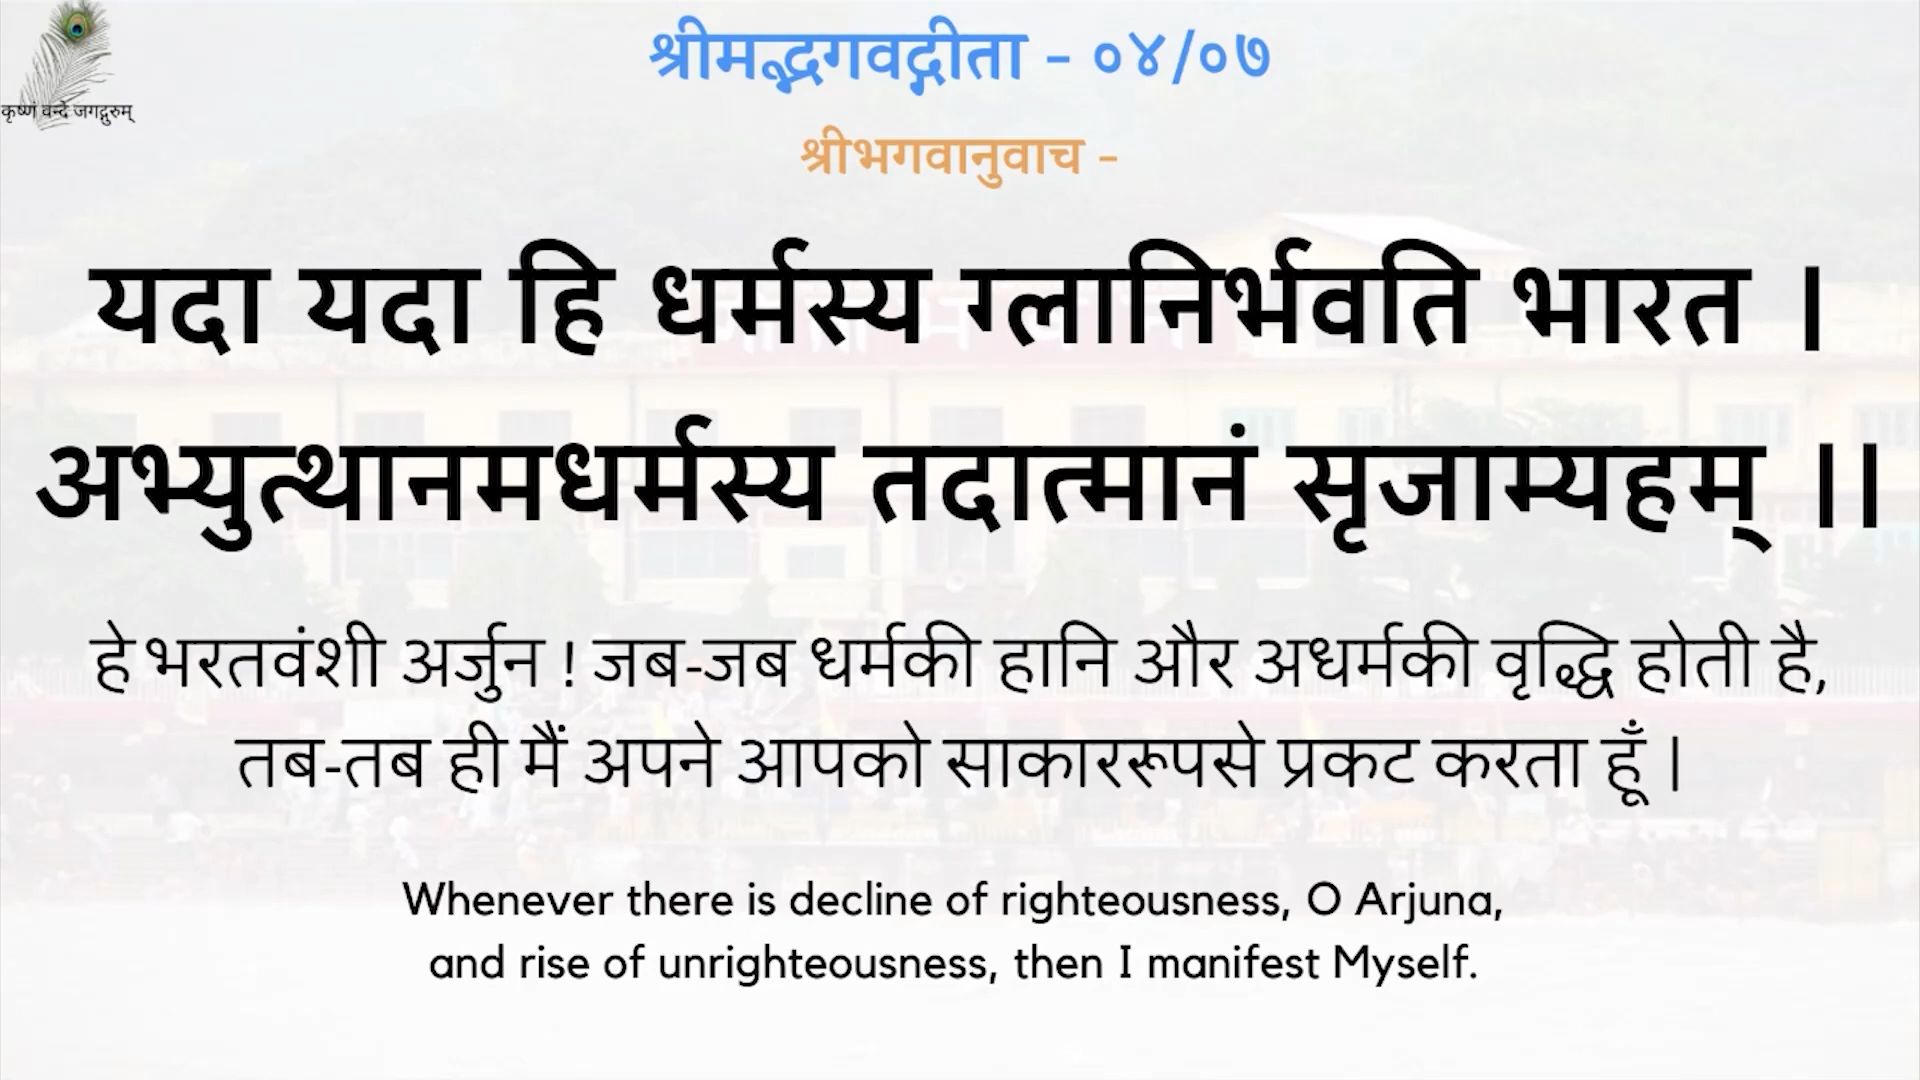 श्रीमद्भगवद्गीता - ०४/०७
कृष्णं वन्दे जगद्गुरुम्
श्रीभगवानुवाच -
यदा यदा हि धर्मस्य ग्लानिर्भवति भारत ।
अभ्युत्थानमधर्मस्य तदात्मानं सृजाम्यहम् ।।
हे भरतवंशी अर्जुन ! जब-जब धर्मकी हानि और अधर्मकी वृद्धि होती है,
तब-तब ही मैं अपने आपको साकाररूपसे प्रकट करता हूँ |
Whenever there is decline of righteousness, O Arjuna,
and rise of unrighteousness, then I manifest Myself.